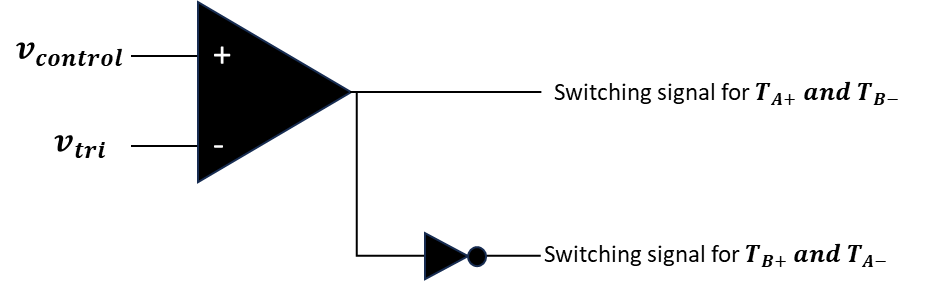 v_control
+
Switching signal for T_A+ and T_B−
v_tri
-
Switching signal for T_B+ and T_A−